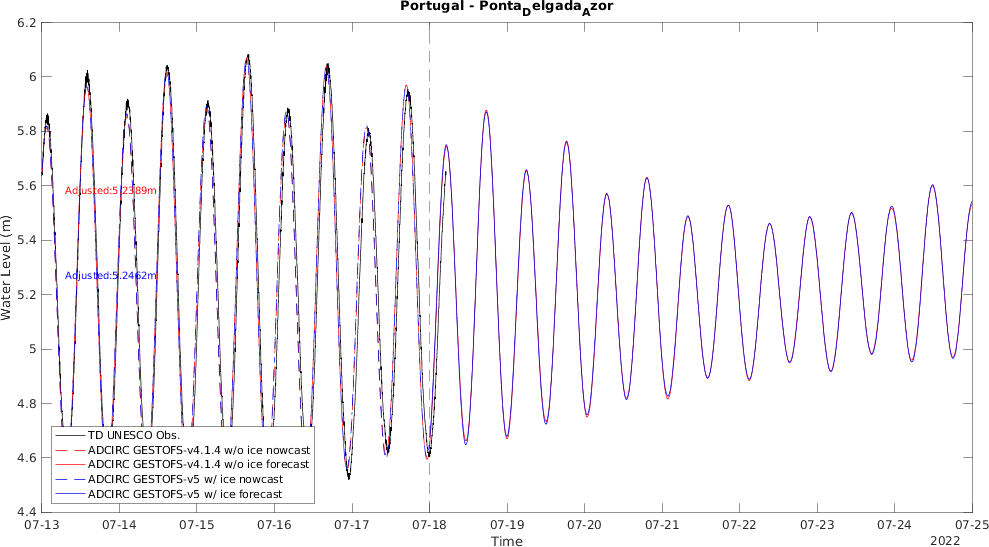 Portugal - PontaDelgadaAzor
6.2
6
5.8
5.6
5.4
5.2
5
4.8
4.6
4.4
Water Level (m)
Adjusted:5.2389m
Adjusted:5.2462m
TD UNESCO Obs.
ADCIRC GESTOFS-v4.1.4 w/o ice nowcast
ADCIRC GESTOFS-v4.1.4 w/o ice forecast
ADCIRC GESTOFS-v5 w/ ice nowcast
ADCIRC GESTOFS-v5 w/ ice forecast
07-13 07-14 07-15 07-16 07-17 07-18 07-19 07-20 07-21 07-22 07-23 07-24 07-25
Time
2022